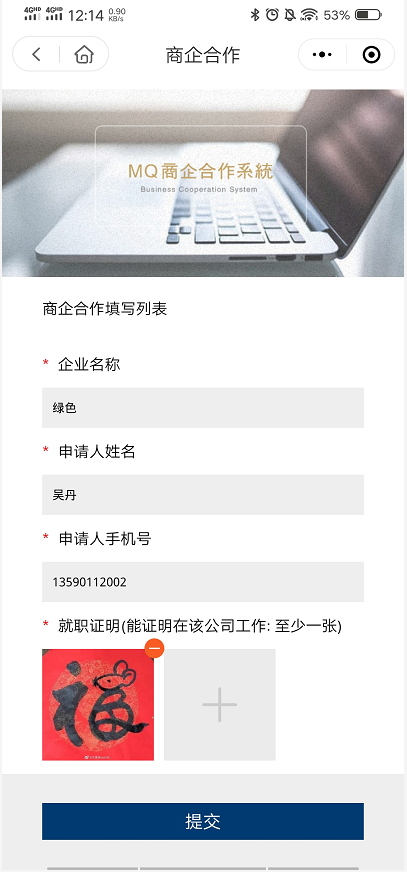 4GHD 4GHD 12:14 0.90 KB/s 53%
商企合作
MQ商企合作系統
Business Cooperation System
商企合作填写列表
* 企业名称
绿色
* 申请人姓名
吴丹
* 申请人手机号
13590112002
* 就职证明(能证明在该公司工作: 至少一张)
福
提交